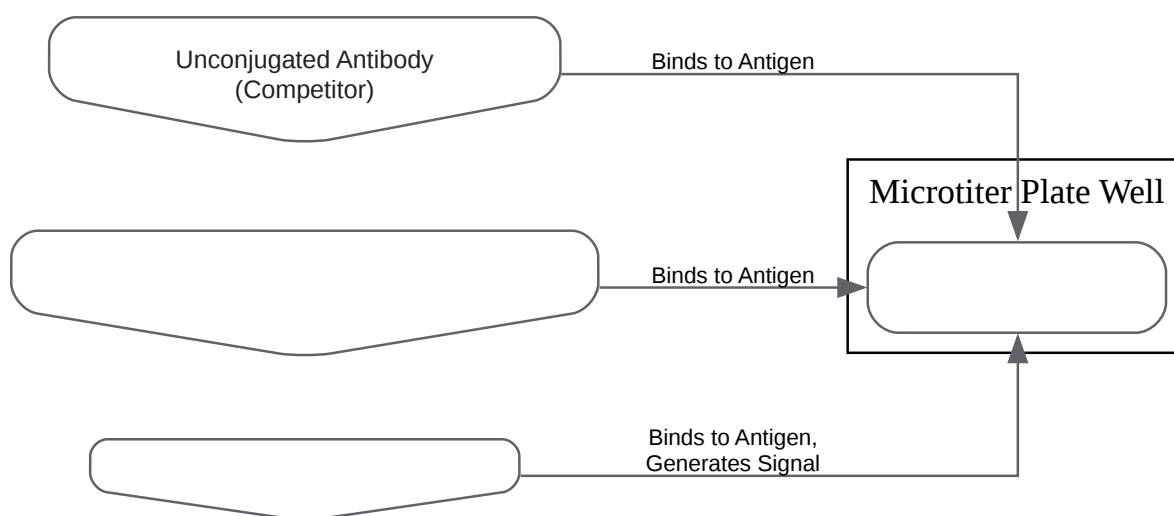 Unconjugated Antibody
(Competitor)
Binds to Antigen
Microtiter Plate Well
Binds to Antigen
Binds to Antigen,
Generates Signal